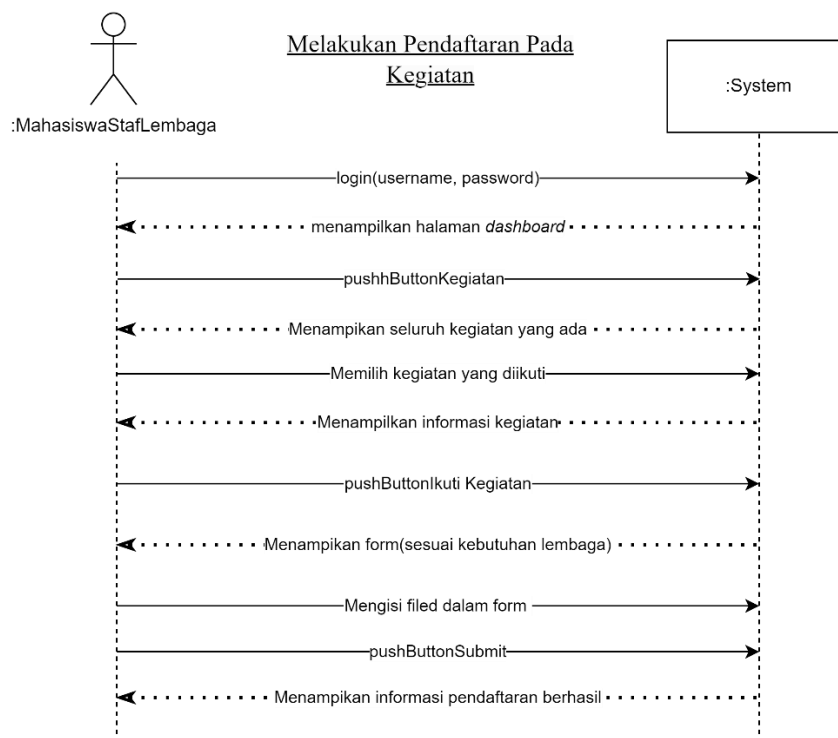 Melakukan Pendaftaran Pada
Kegiatan
:System
:MahasiswaStafLembaga
login(username, password)
menampilkan halaman dashboard
pushhButtonKegiatan
Menampikan seluruh kegiatan yang ada
Memilih kegiatan yang diikuti
Menampilkan informasi kegiatan
pushButtonIkuti Kegiatan
Menampikan form(sesuai kebutuhan lembaga)
Mengisi filed dalam form
pushButtonSubmit
Menampikan informasi pendaftaran berhasil